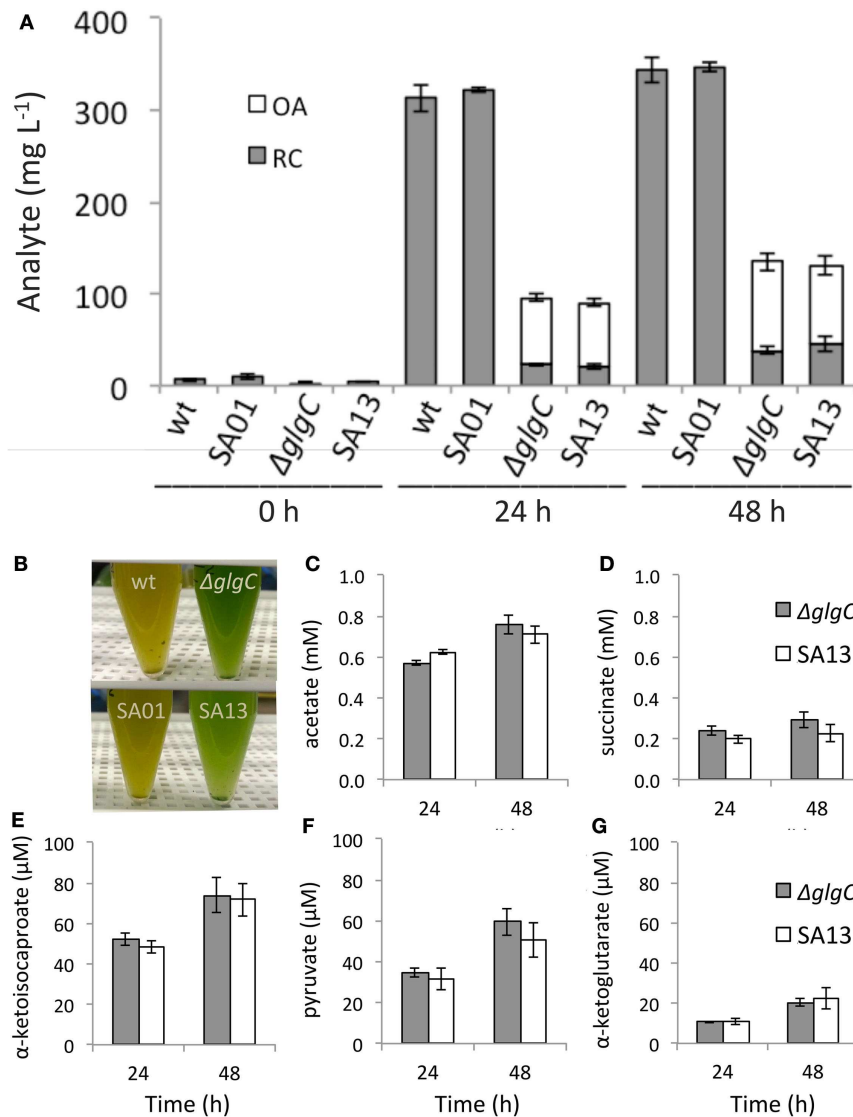 A
400
300
200
100
0
Analyte (mg L⁻¹)
OA
RC
wt SA01 ΔglgC SA13 wt SA01 ΔglgC SA13 wt SA01 ΔglgC SA13
0 h 24 h 48 h
B
wt ΔglgC
SA01 SA13
C
1.0
0.8
0.6
0.4
0.2
0.0
acetate (mM)
24 48
D
1.0
0.8
0.6
0.4
0.2
0.0
succinate (mM)
ΔglgC
SA13
24 48
E
100
80
60
40
20
0
α-ketoisocaproate (μM)
24 48
Time (h)
F
100
80
60
40
20
0
pyruvate (μM)
24 48
Time (h)
G
100
80
60
40
20
0
α-ketoglutarate (μM)
ΔglgC
SA13
24 48
Time (h)